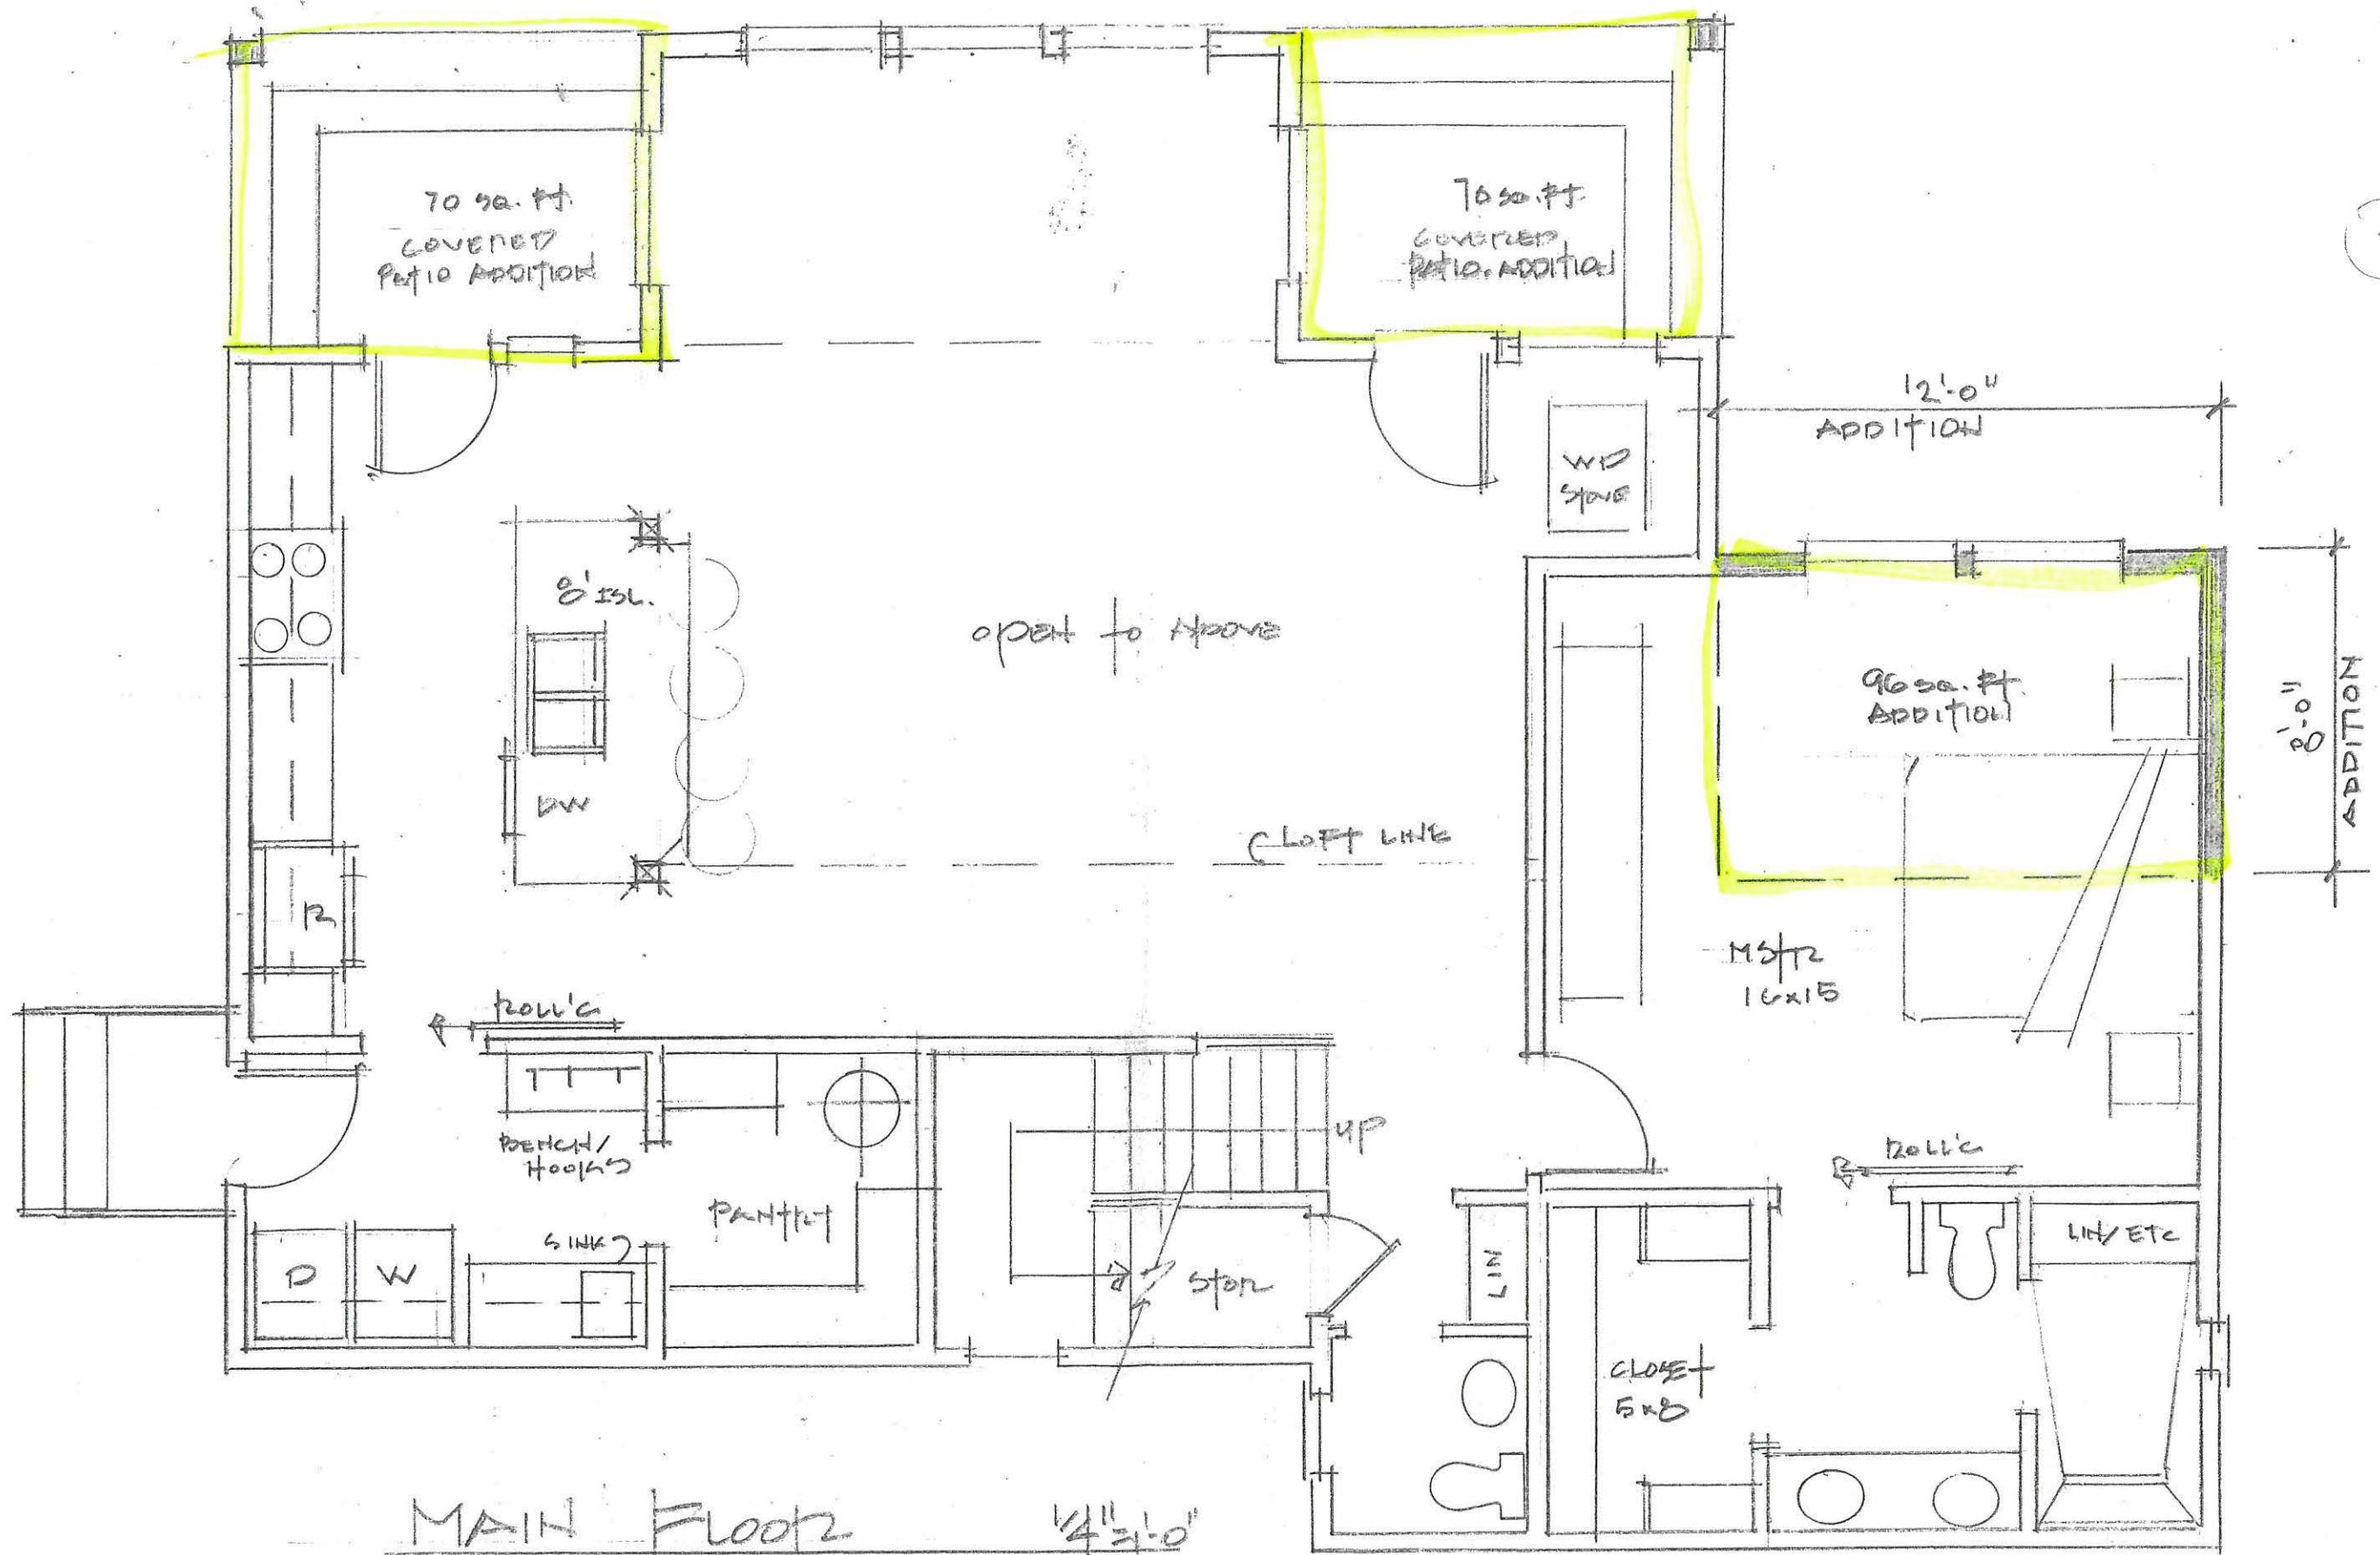 70 SQ. FT.
COVERED
PATIO ADDITION
70 SQ. FT.
COVERED
PATIO ADDITION
12'-0"
ADDITION
WD
STOVE
8' ISL.
OPEN TO ABOVE
96 SQ. FT.
ADDITION
8'-0"
ADDITION
DW
LOFT LINE
R
MSTR
16x15
ROLL'G
BENCH/
HOOKS
UP
ROLL'G
PANTRY
SINK
D
W
STOR
LIN
LIN/ETC
CLOSET
5x8
MAIN FLOOR
1/4"=1'-0"